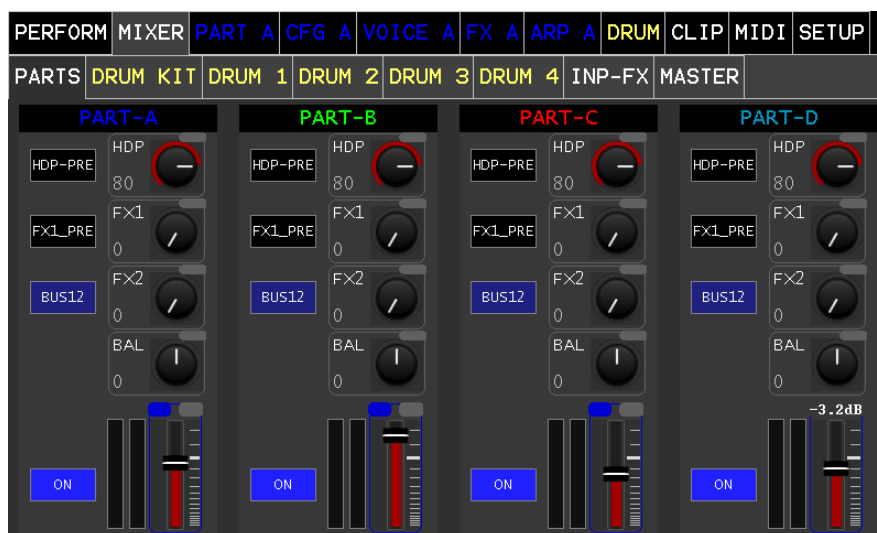 PERFORM MIXER PART A CFG A VOICE A FX A ARP A DRUM CLIP MIDI SETUP
PARTS DRUM KIT DRUM 1 DRUM 2 DRUM 3 DRUM 4 INP-FX MASTER
PART-A PART-B PART-C PART-D
HDP HDP HDP HDP
HDP-PRE HDP-PRE HDP-PRE HDP-PRE
80 80 80 80
FX1 FX1 FX1 FX1
FX1_PRE FX1_PRE FX1_PRE FX1_PRE
0 0 0 0
FX2 FX2 FX2 FX2
BUS12 BUS12 BUS12 BUS12
0 0 0 0
BAL BAL BAL BAL
0 0 0 0
-3.2dB
ON ON ON ON